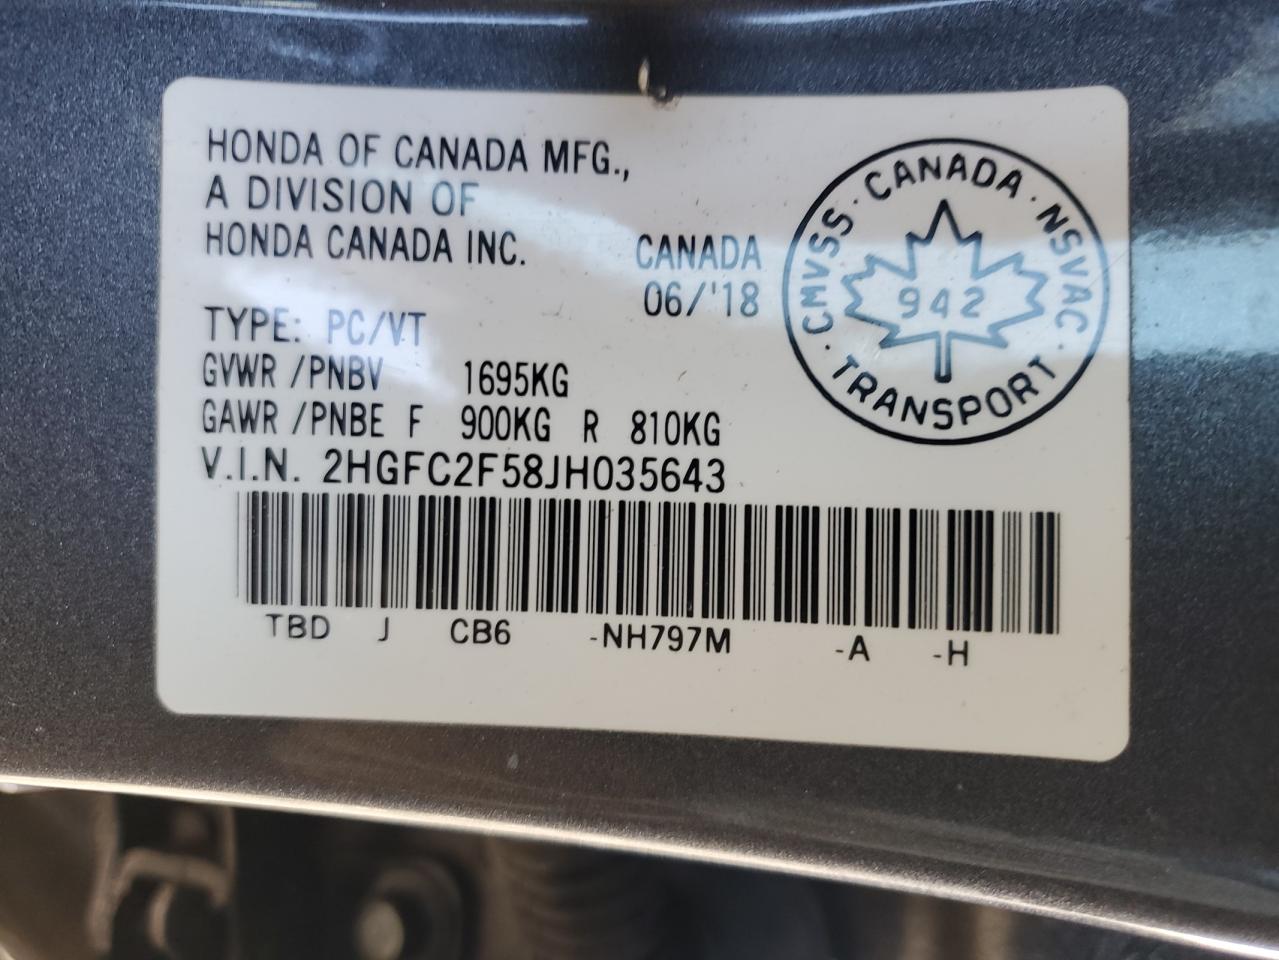 HONDA OF CANADA MFG.,
A DIVISION OF
HONDA CANADA INC.
CANADA
06/'18
TYPE: PC/VT
GVWR /PNBV 1695KG
GAWR /PNBE F 900KG R 810KG
V.I.N. 2HGFC2F58JH035643
TBD J CB6 -NH797M -A -H
CMVSS · CANADA · NSVAC · TRANSPORT ·
942